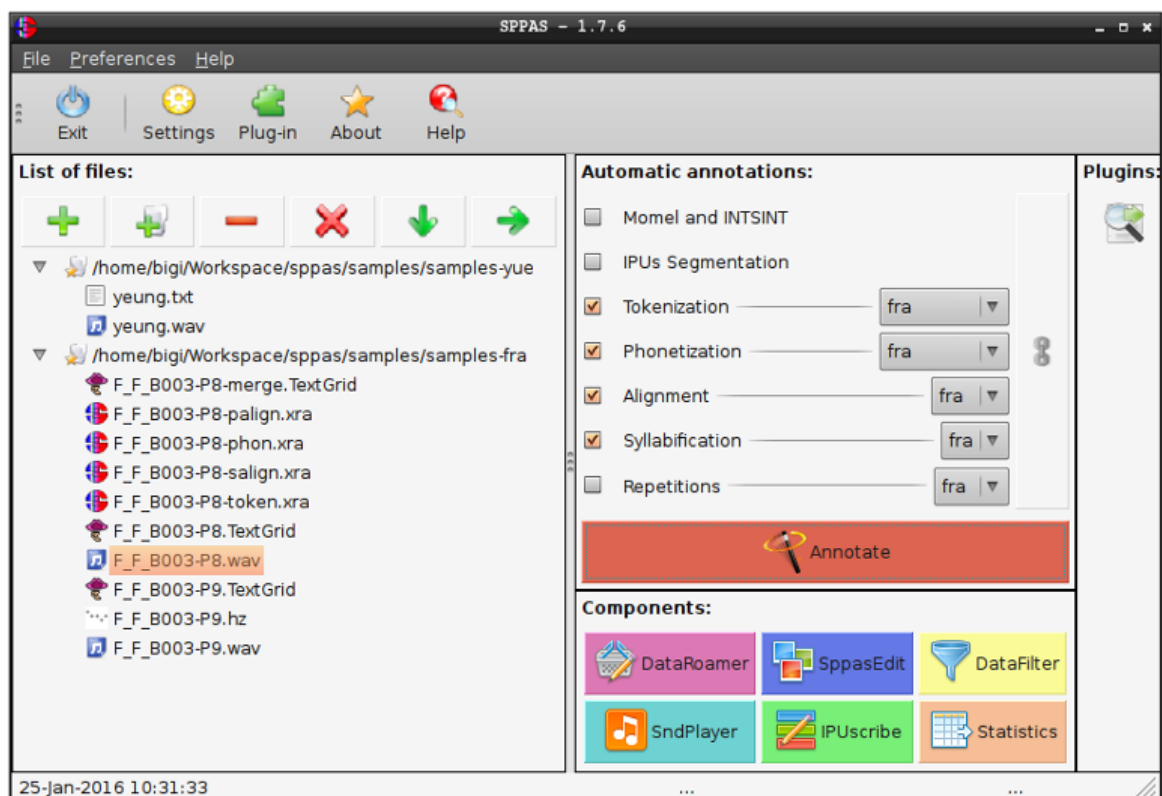 SPPAS - 1.7.6
File Preferences Help
Exit Settings Plug-in About Help
List of files:
/home/bigi/Workspace/sppas/samples/samples-yue
yeung.txt
yeung.wav
/home/bigi/Workspace/sppas/samples/samples-fra
F_F_B003-P8-merge.TextGrid
F_F_B003-P8-palign.xra
F_F_B003-P8-phon.xra
F_F_B003-P8-salign.xra
F_F_B003-P8-token.xra
F_F_B003-P8.TextGrid
F_F_B003-P8.wav
F_F_B003-P9.TextGrid
F_F_B003-P9.hz
F_F_B003-P9.wav
Automatic annotations:
Momel and INTSINT
IPUs Segmentation
Tokenization fra
Phonetization fra
Alignment fra
Syllabification fra
Repetitions fra
Annotate
Components:
DataRoamer SppasEdit DataFilter
SndPlayer IPUscribe Statistics
Plugins:
25-Jan-2016 10:31:33 ... ...